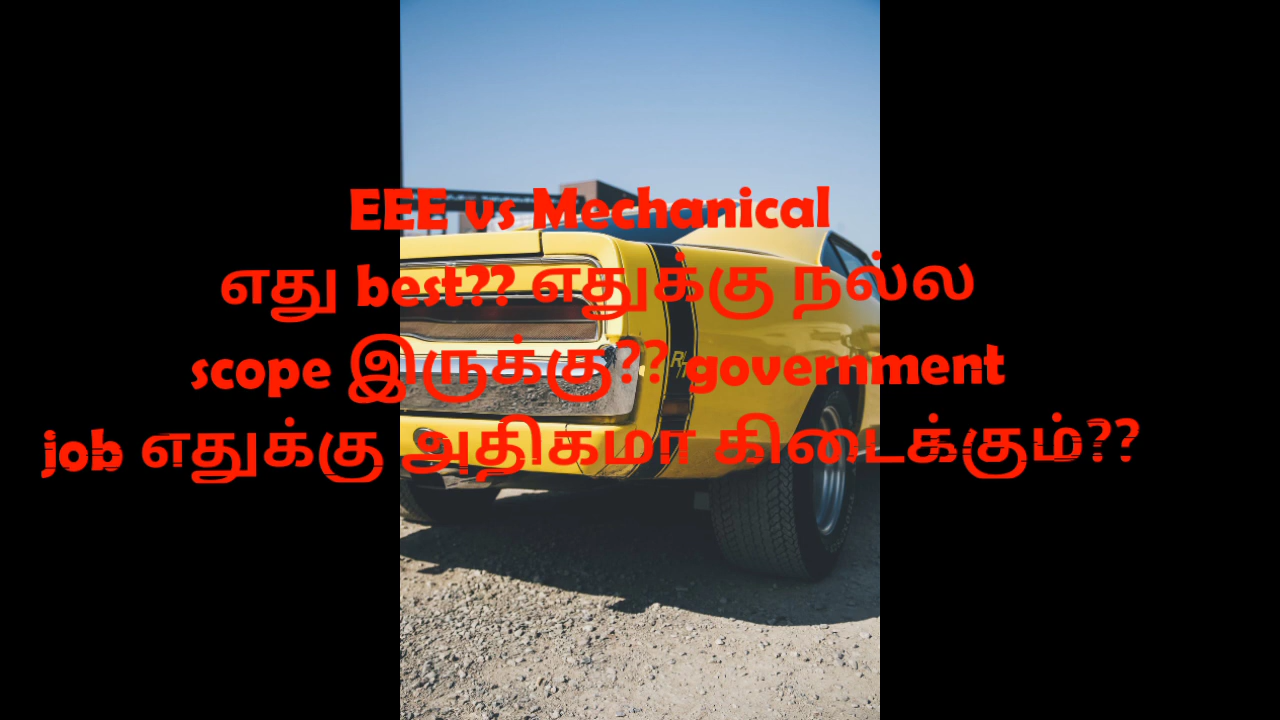 EEE vs Mechanical
எது best?? எதுக்கு நல்ல
scope இருக்கு?? government
job எதுக்கு அதிகமா கிடைக்கும்??
R/